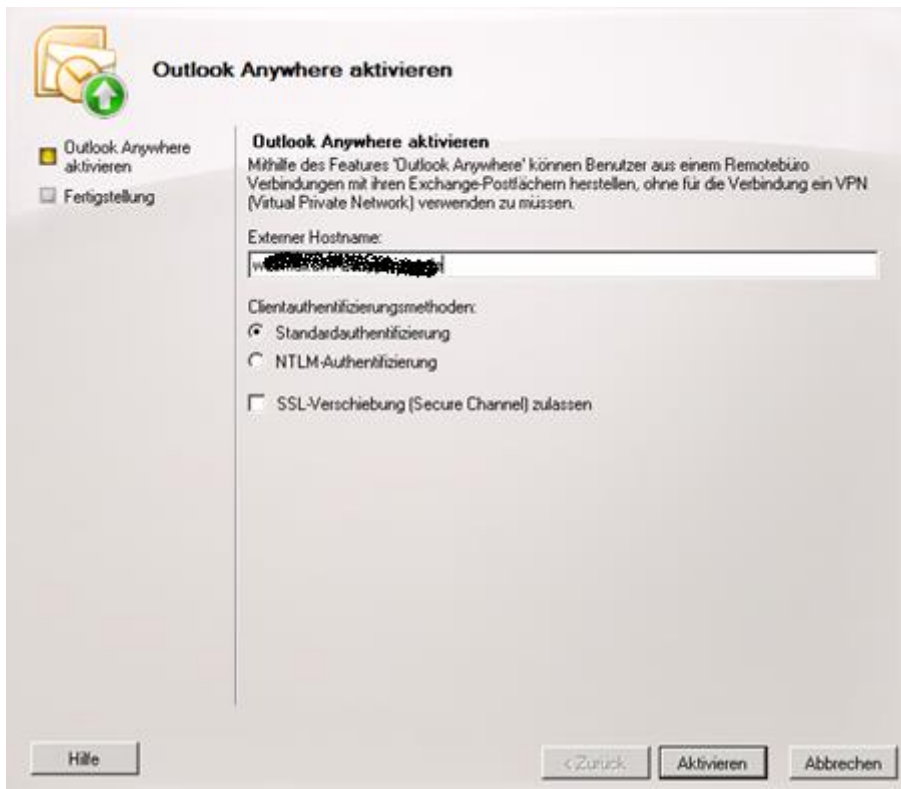 Outlook Anywhere aktivieren
Outlook Anywhere
aktivieren
Fertigstellung
Outlook Anywhere aktivieren
Mithilfe des Features 'Outlook Anywhere' können Benutzer aus einem Remotebüro
Verbindungen mit ihren Exchange-Postfächern herstellen, ohne für die Verbindung ein VPN
(Virtual Private Network) verwenden zu müssen.
Externer Hostname:
Clientauthentifizierungsmethoden:
Standardauthentifizierung
NTLM-Authentifizierung
SSL-Verschiebung (Secure Channel) zulassen
Hilfe
< Zurück
Aktivieren
Abbrechen